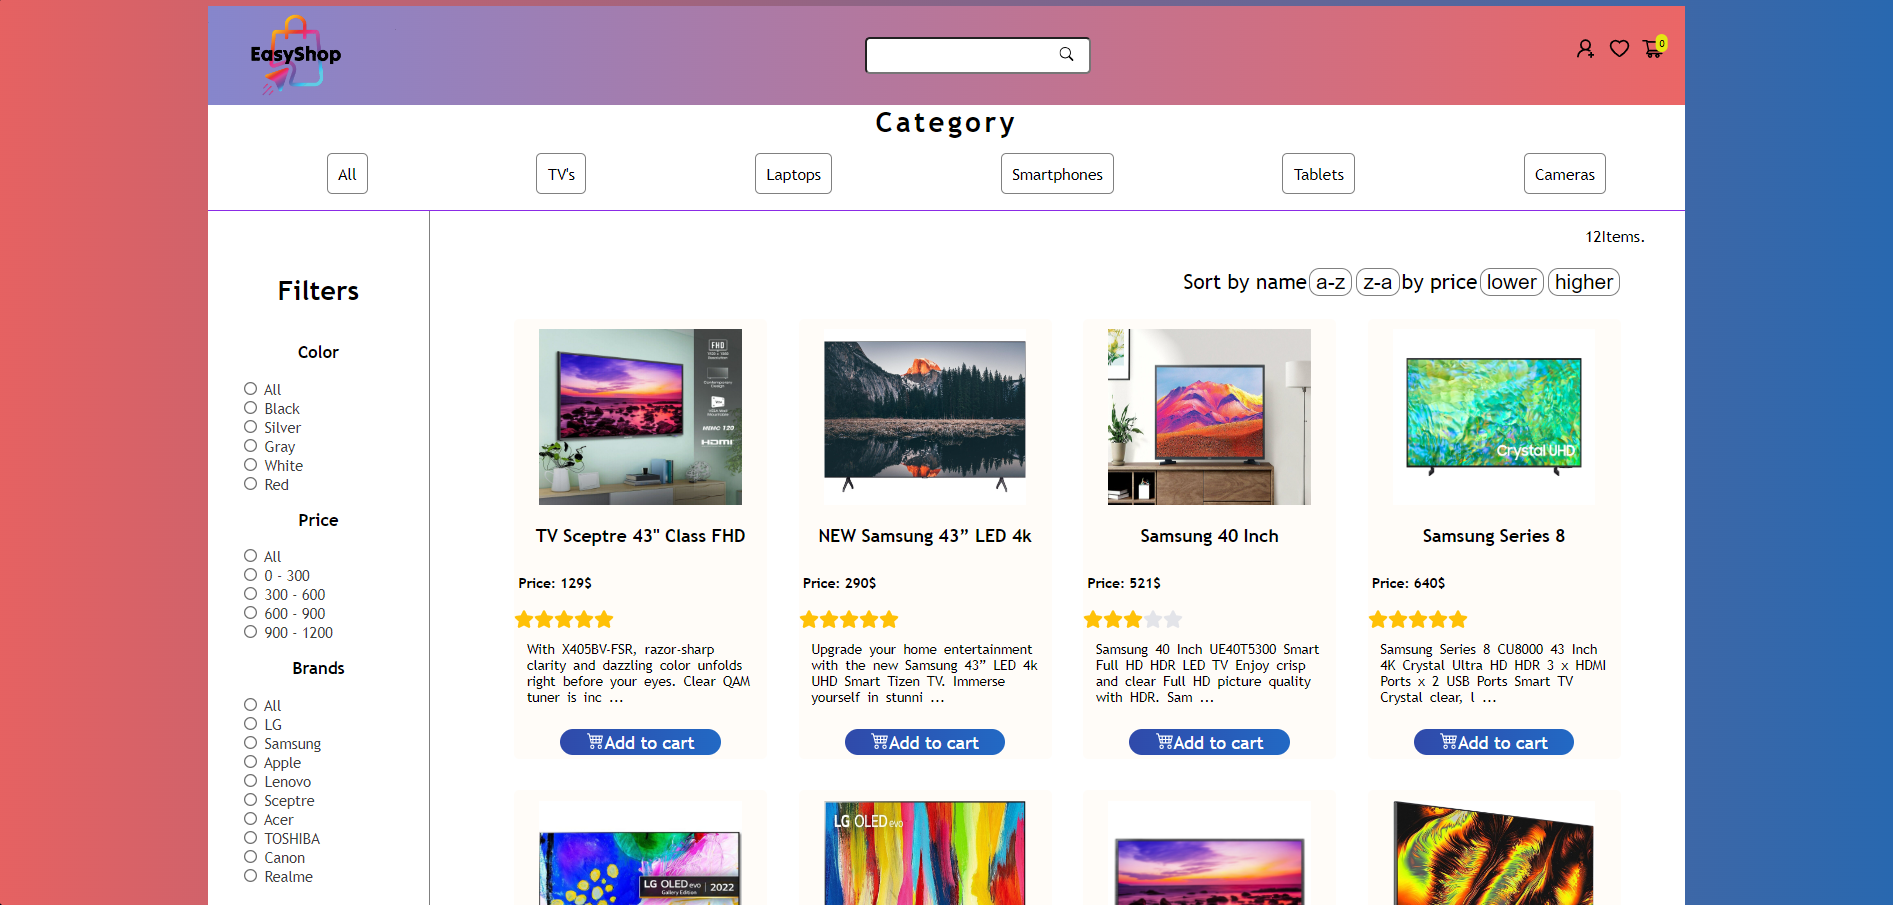 EasyShop
0
Category
All
TV's
Laptops
Smartphones
Tablets
Cameras
12Items.
Filters
Sort by name a-z z-a by price lower higher
Color
All
Black
Silver
Gray
White
Red
Price
All
0 - 300
300 - 600
600 - 900
900 - 1200
Brands
All
LG
Samsung
Apple
Lenovo
Sceptre
Acer
TOSHIBA
Canon
Realme
FHD
MEMC 120
HDMI
TV Sceptre 43" Class FHD
Price: 129$
With X405BV-FSR, razor-sharp
clarity and dazzling color unfolds
right before your eyes. Clear QAM
tuner is inc ...
Add to cart
NEW Samsung 43” LED 4k
Price: 290$
Upgrade your home entertainment
with the new Samsung 43” LED 4k
UHD Smart Tizen TV. Immerse
yourself in stunni ...
Add to cart
Samsung 40 Inch
Price: 521$
Samsung 40 Inch UE40T5300 Smart
Full HD HDR LED TV Enjoy crisp
and clear Full HD picture quality
with HDR. Sam ...
Add to cart
Crystal UHD
Samsung Series 8
Price: 640$
Samsung Series 8 CU8000 43 Inch
4K Crystal Ultra HD HDR 3 x HDMI
Ports x 2 USB Ports Smart TV
Crystal clear, l ...
Add to cart
LG OLED evo 2022
Gallery Edition
LG OLED evo